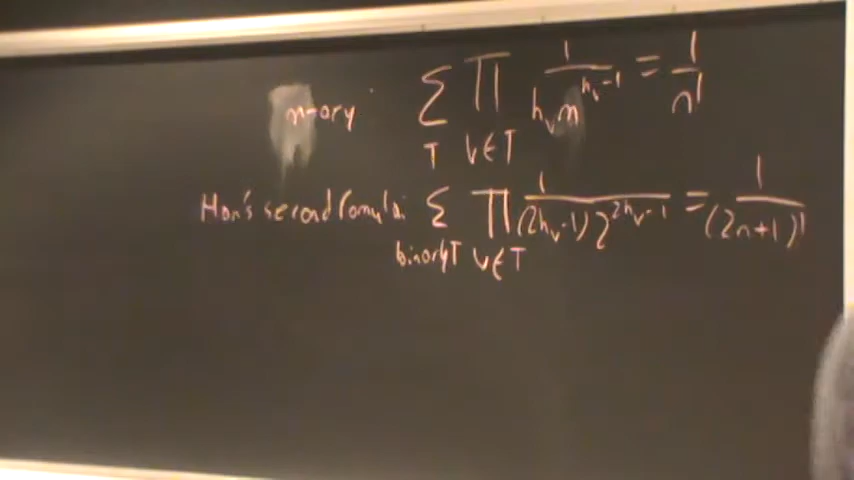 m-ary: ∑_{T} ∏_{v∈T} 1/(h_v m^{h_v-1}) = 1/n!
Han's second formula: ∑_{binary T} ∏_{v∈T} 1/((2h_v-1) 2^{2h_v-1}) = 1/(2n+1)!